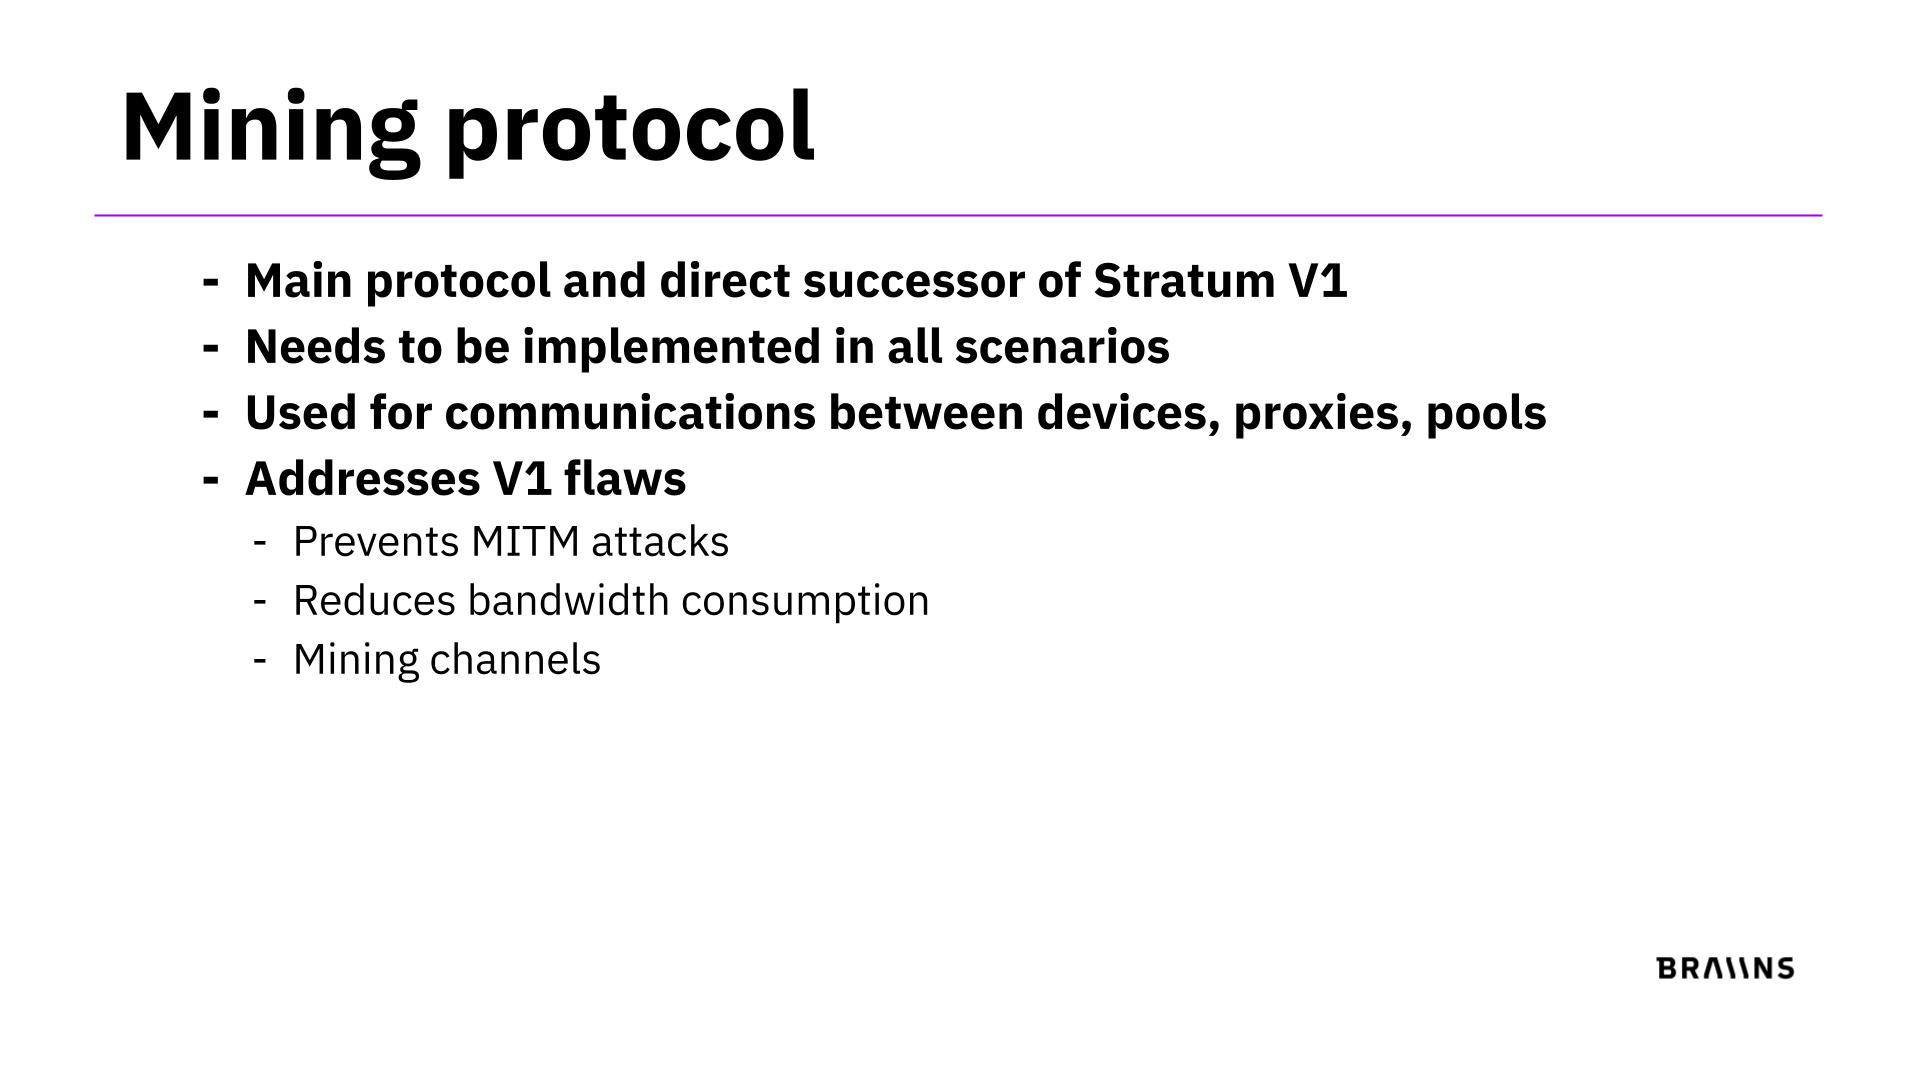 Mining protocol
- Main protocol and direct successor of Stratum V1
- Needs to be implemented in all scenarios
- Used for communications between devices, proxies, pools
- Addresses V1 flaws
- Prevents MITM attacks
- Reduces bandwidth consumption
- Mining channels
BRAIINS